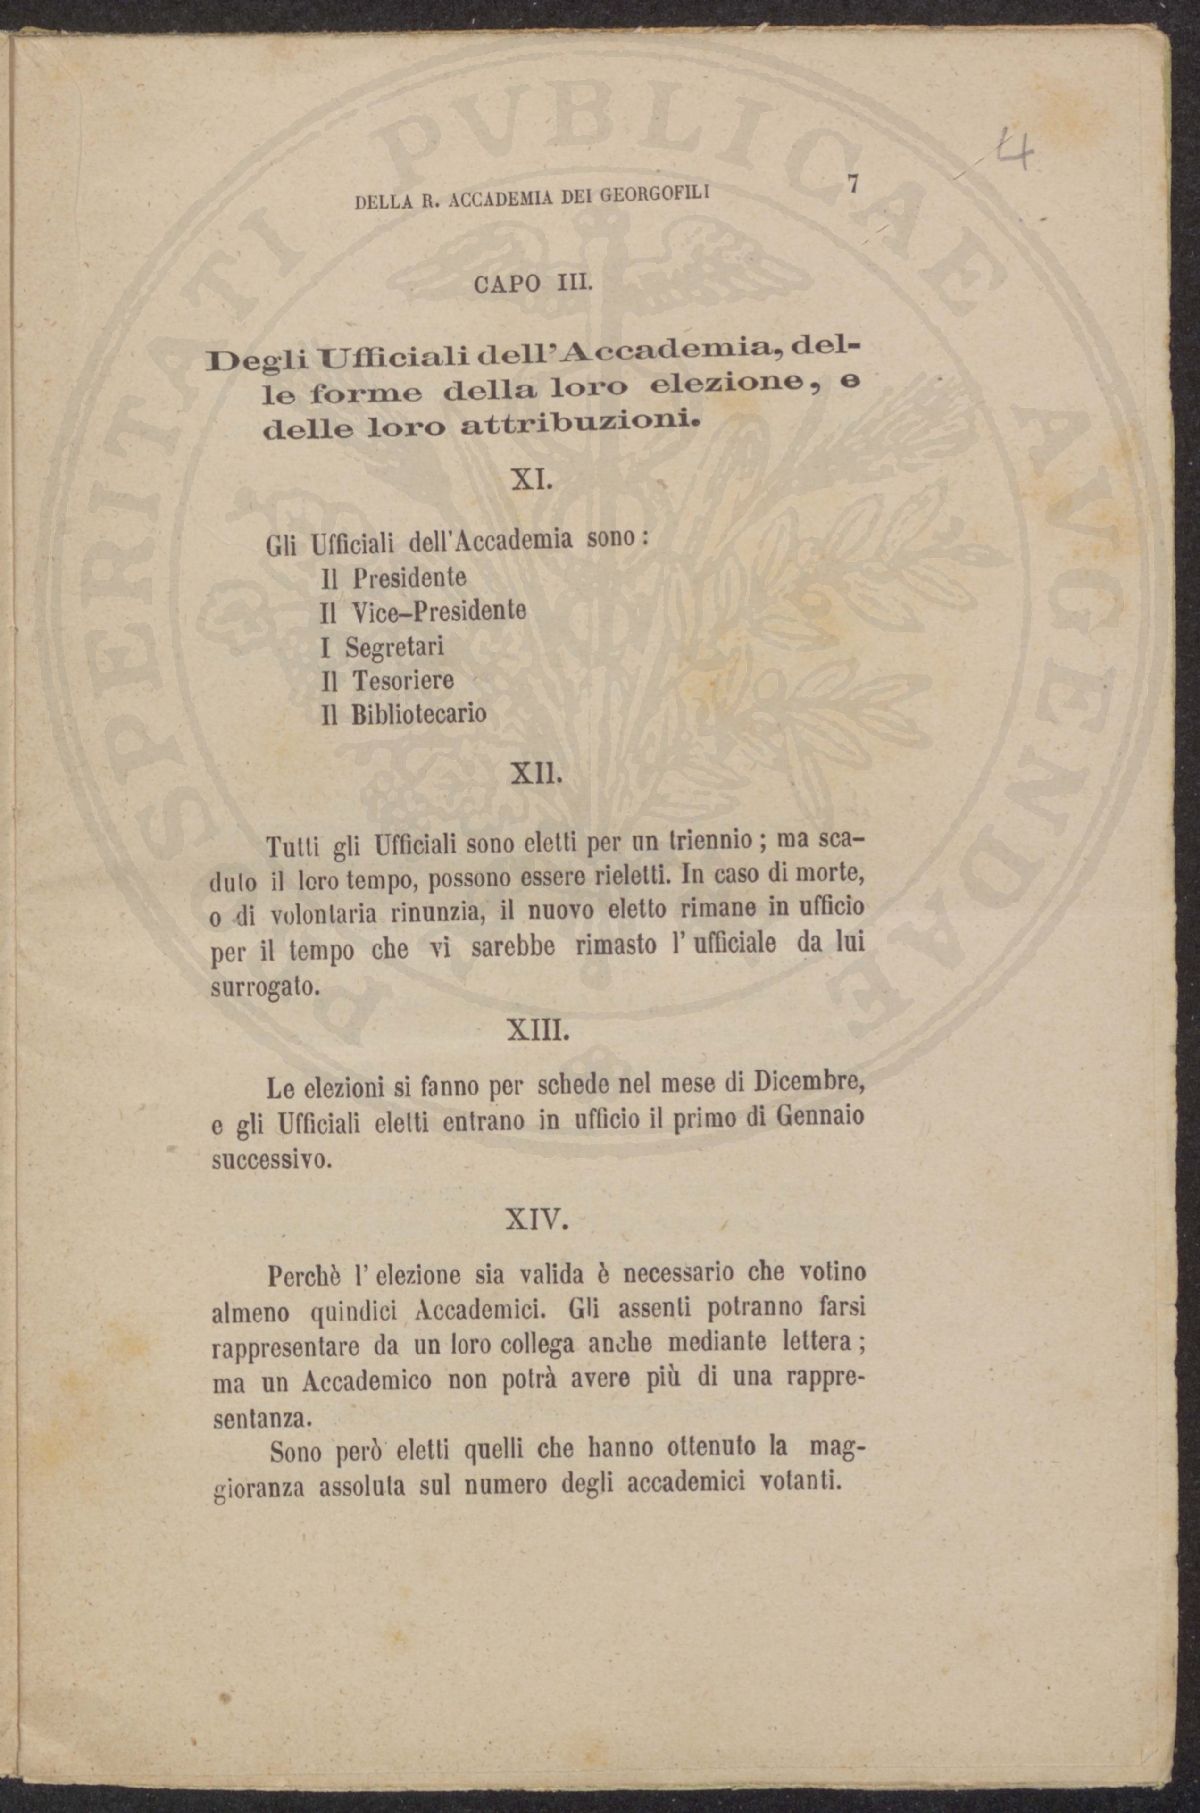 DELLA R. ACCADEMIA DEI GEORGOFILI 7
4
CAPO III.
Degli Ufficiali dell'Accademia, del-
le forme della loro elezione, e
delle loro attribuzioni.
XI.
Gli Ufficiali dell'Accademia sono:
Il Presidente
Il Vice-Presidente
I Segretari
Il Tesoriere
Il Bibliotecario
XII.
Tutti gli Ufficiali sono eletti per un triennio; ma sca-
duto il loro tempo, possono essere rieletti. In caso di morte,
o di volontaria rinunzia, il nuovo eletto rimane in ufficio
per il tempo che vi sarebbe rimasto l'ufficiale da lui
surrogato.
XIII.
Le elezioni si fanno per schede nel mese di Dicembre,
e gli Ufficiali eletti entrano in ufficio il primo di Gennaio
successivo.
XIV.
Perchè l'elezione sia valida è necessario che votino
almeno quindici Accademici. Gli assenti potranno farsi
rappresentare da un loro collega anche mediante lettera;
ma un Accademico non potrà avere più di una rappre-
sentanza.
Sono però eletti quelli che hanno ottenuto la mag-
gioranza assoluta sul numero degli accademici votanti.
PROSPERITATI PVBLICAE AVGENDAE